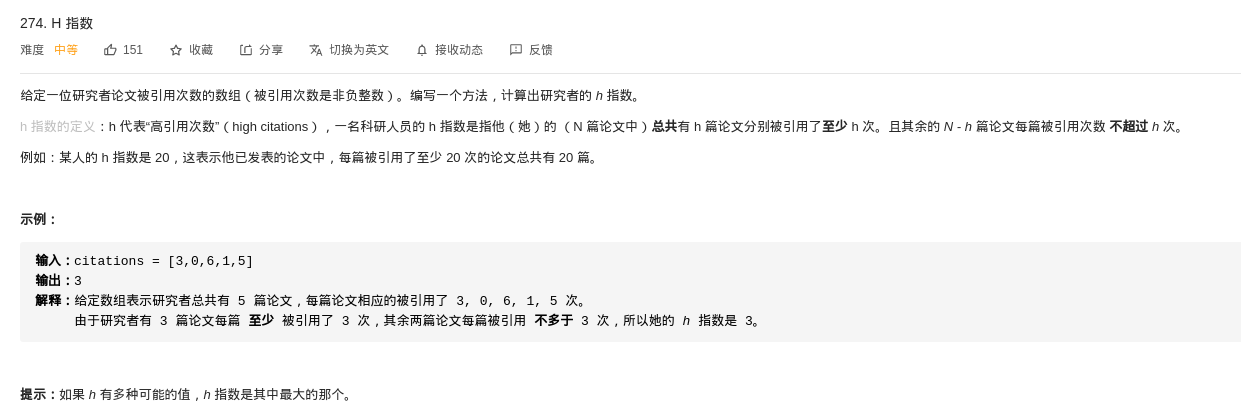 274. H 指数
难度 中等 151 收藏 分享 切换为英文 接收动态 反馈
给定一位研究者论文被引用次数的数组（被引用次数是非负整数）。编写一个方法，计算出研究者的 h 指数。
h 指数的定义：h 代表“高引用次数”（high citations），一名科研人员的 h 指数是指他（她）的 （N 篇论文中）总共有 h 篇论文分别被引用了至少 h 次。且其余的 N - h 篇论文每篇被引用次数 不超过 h 次。
例如：某人的 h 指数是 20，这表示他已发表的论文中，每篇被引用了至少 20 次的论文总共有 20 篇。
示例：
输入：citations = [3,0,6,1,5]
输出：3
解释：给定数组表示研究者总共有 5 篇论文，每篇论文相应的被引用了 3, 0, 6, 1, 5 次。
由于研究者有 3 篇论文每篇 至少 被引用了 3 次，其余两篇论文每篇被引用 不多于 3 次，所以她的 h 指数是 3。
提示：如果 h 有多种可能的值，h 指数是其中最大的那个。